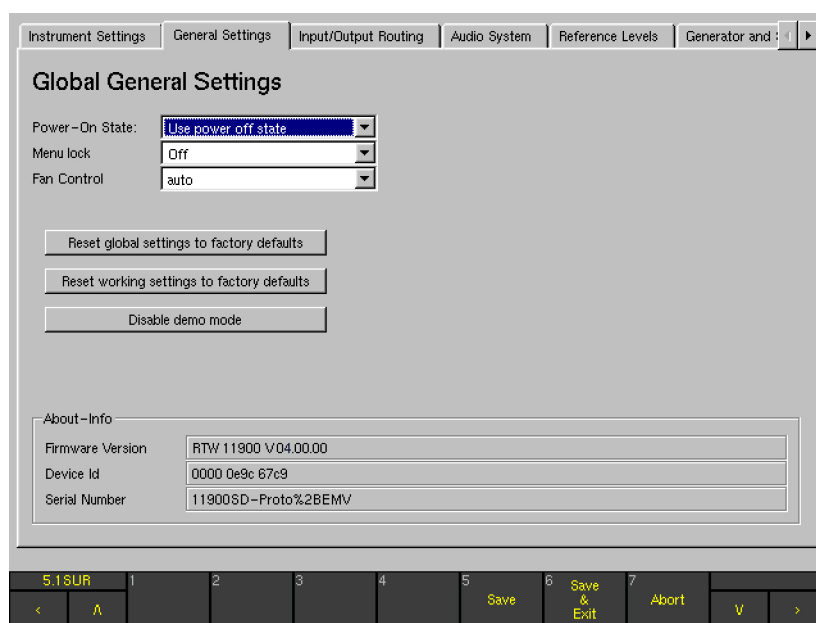 Instrument Settings General Settings Input/Output Routing Audio System Reference Levels Generator and
Global General Settings
Power-On State: Use power off state
Menu lock Off
Fan Control auto
Reset global settings to factory defaults
Reset working settings to factory defaults
Disable demo mode
About-Info
Firmware Version RTW 11900 V04.00.00
Device Id 0000 0e9c 67c9
Serial Number 11900SD-Proto%2BEMV
5.1SUR 1 2 3 4 5 Save 6 Save & Exit 7 Abort
< Λ V >